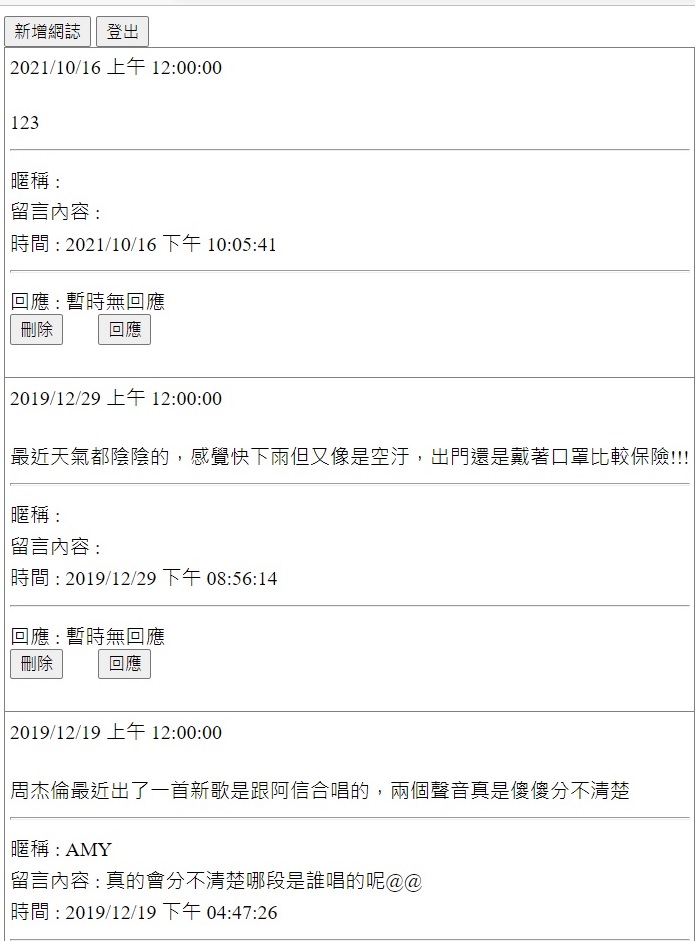 新增網誌 登出
2021/10/16 上午 12:00:00
123
暱稱 :
留言內容 :
時間 : 2021/10/16 下午 10:05:41
回應 : 暫時無回應
刪除 回應
2019/12/29 上午 12:00:00
最近天氣都陰陰的，感覺快下雨但又像是空汙，出門還是戴著口罩比較保險!!!
暱稱 :
留言內容 :
時間 : 2019/12/29 下午 08:56:14
回應 : 暫時無回應
刪除 回應
2019/12/19 上午 12:00:00
周杰倫最近出了一首新歌是跟阿信合唱的，兩個聲音真是傻傻分不清楚
暱稱 : AMY
留言內容 : 真的會分不清楚哪段是誰唱的呢@@
時間 : 2019/12/19 下午 04:47:26